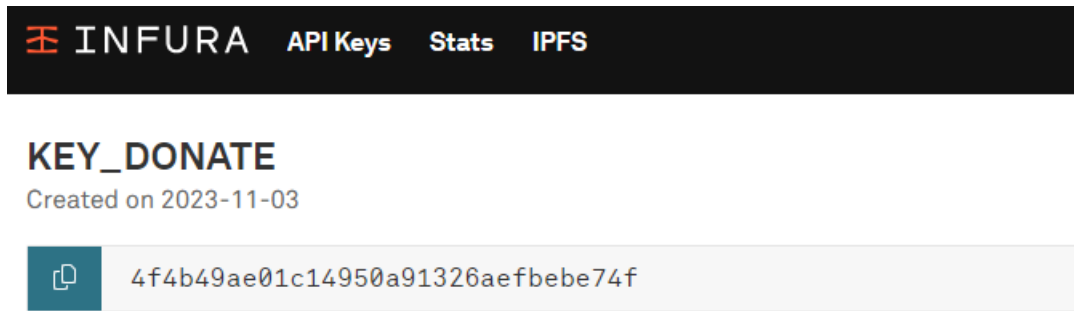 INFURA API Keys Stats IPFS
KEY_DONATE
Created on 2023-11-03
4f4b49ae01c14950a91326aefbebe74f